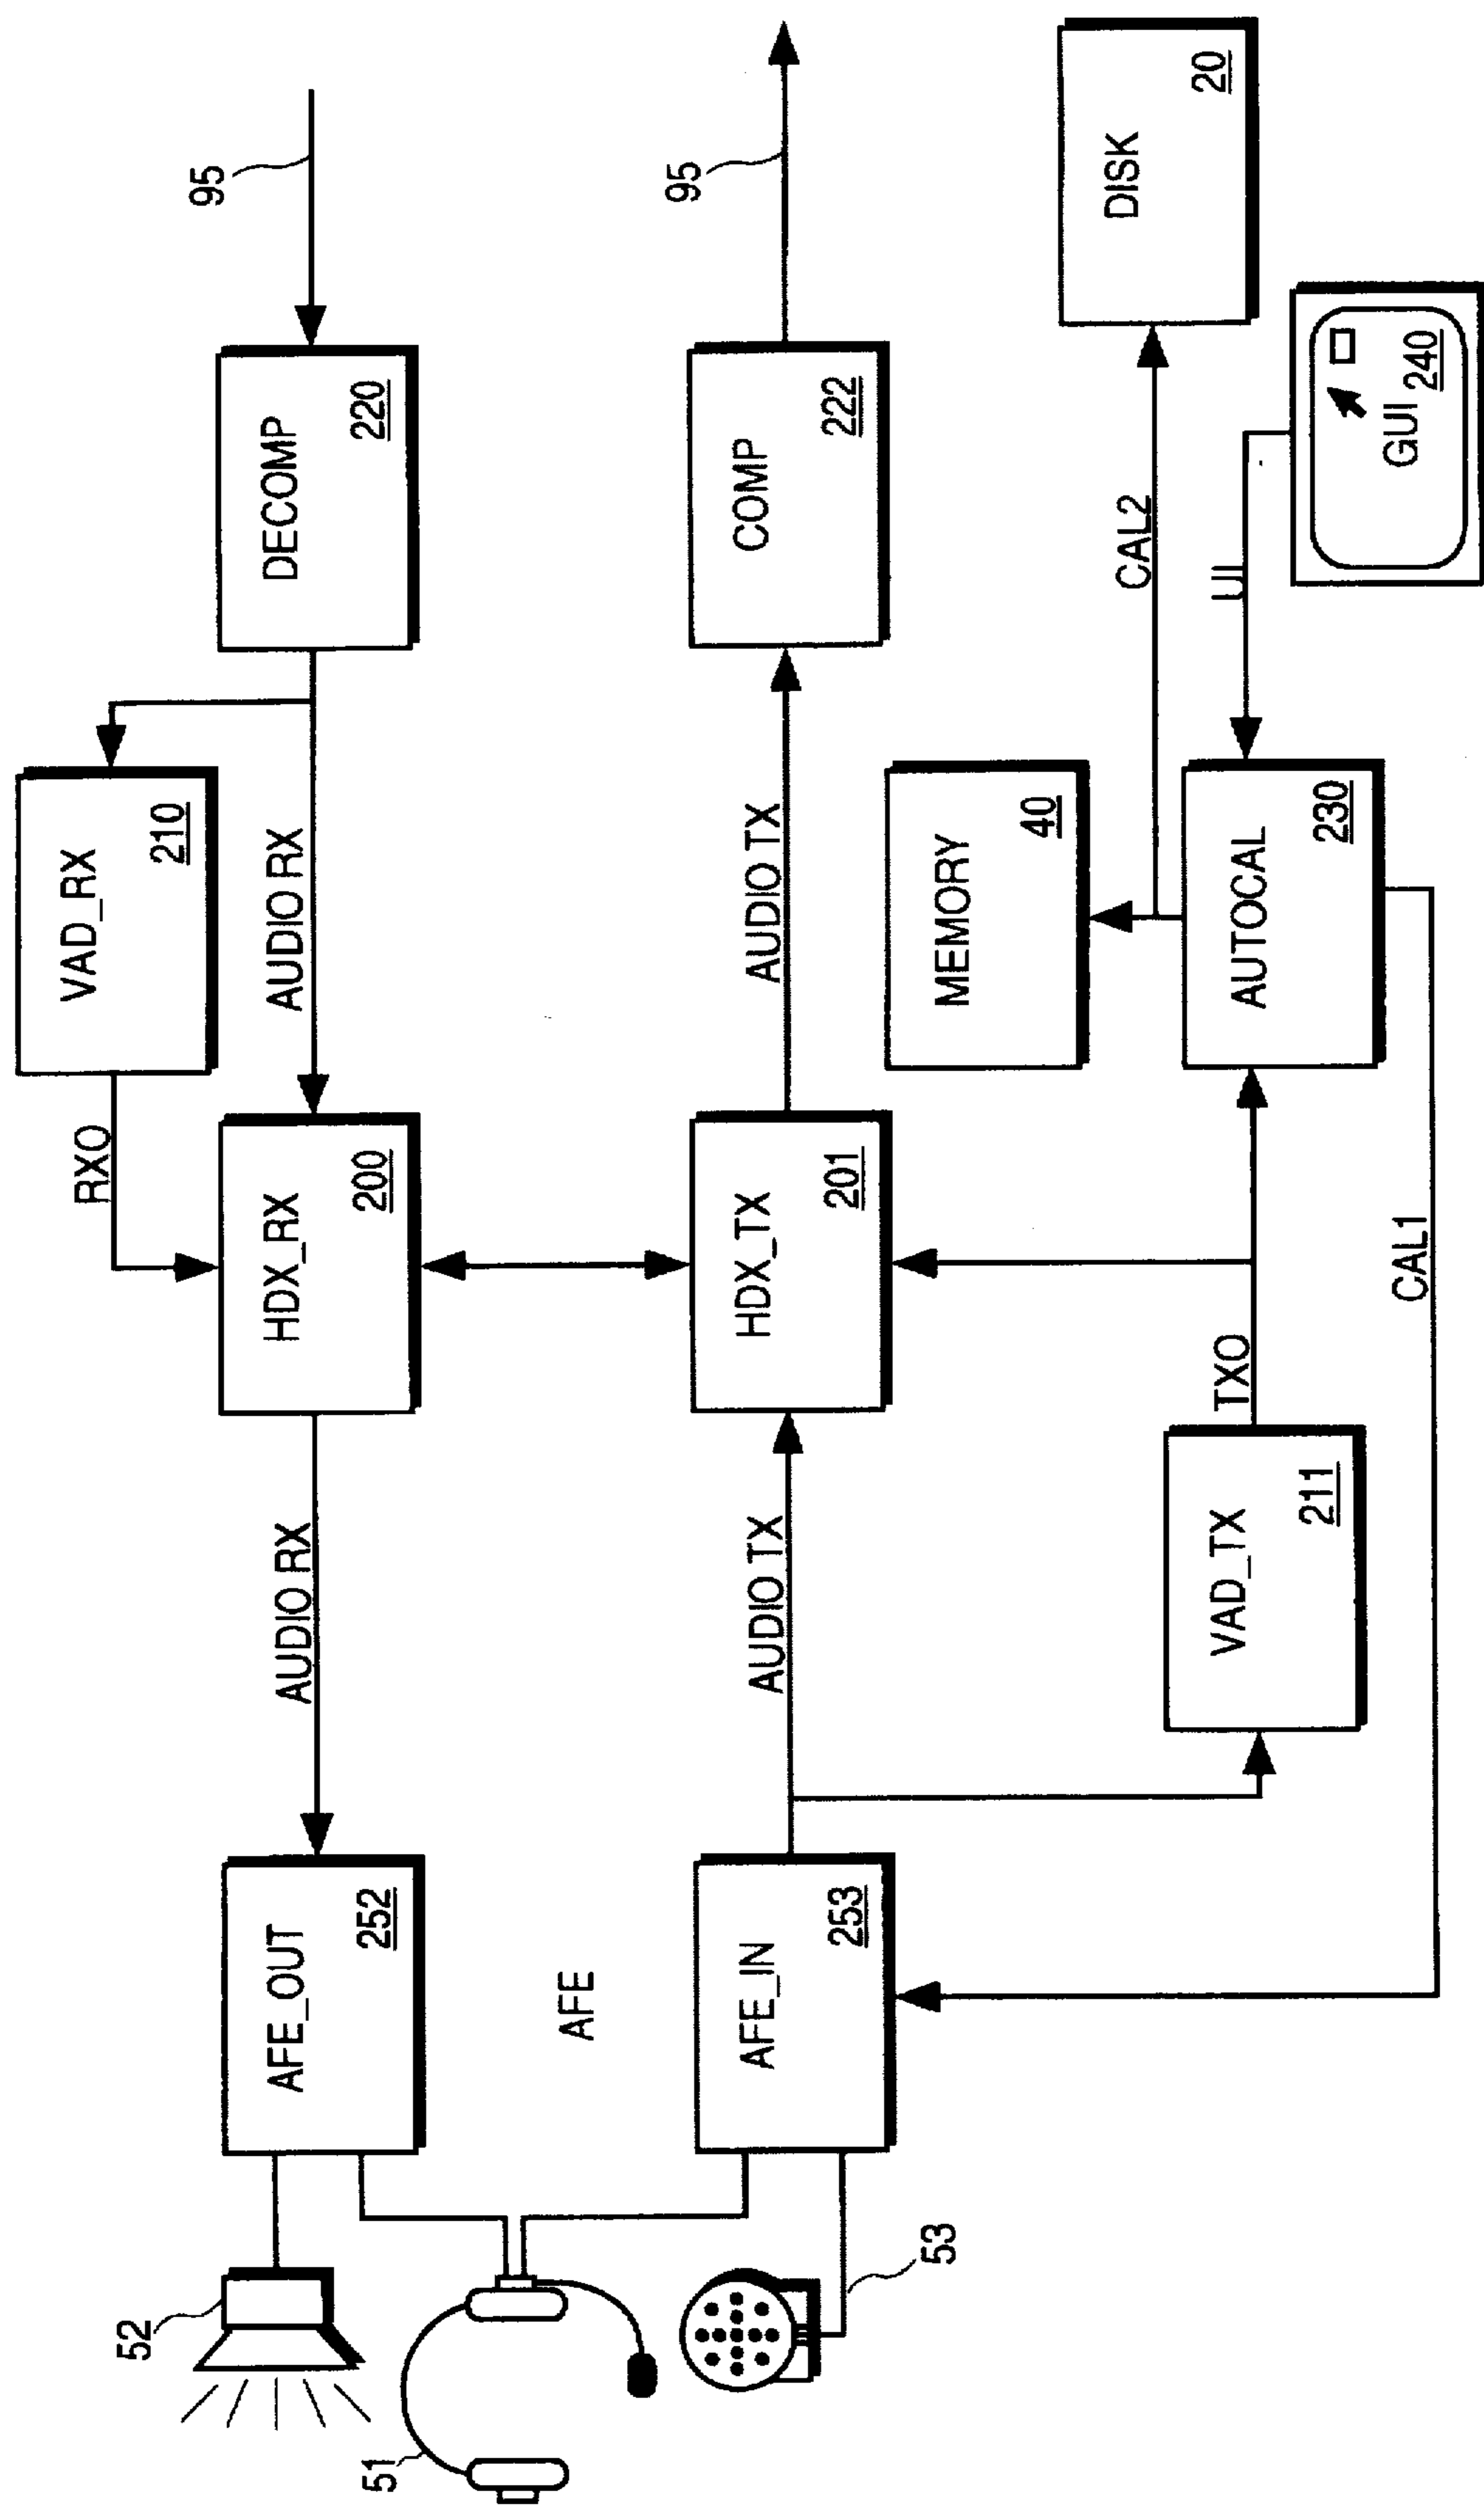 52
51
53
AFE_OUT
252
AFE
AFE_IN
253
AUDIO RX
AUDIO TX
VAD_TX
211
RXO
HDX_RX
200
HDX_TX
201
TXO
CAL1
VAD_RX
210
AUDIO RX
AUDIO TX
MEMORY
40
AUTOCAL
230
DECOMP
220
COMP
222
CAL2
UI
GUI
240
95
95
DISK
20